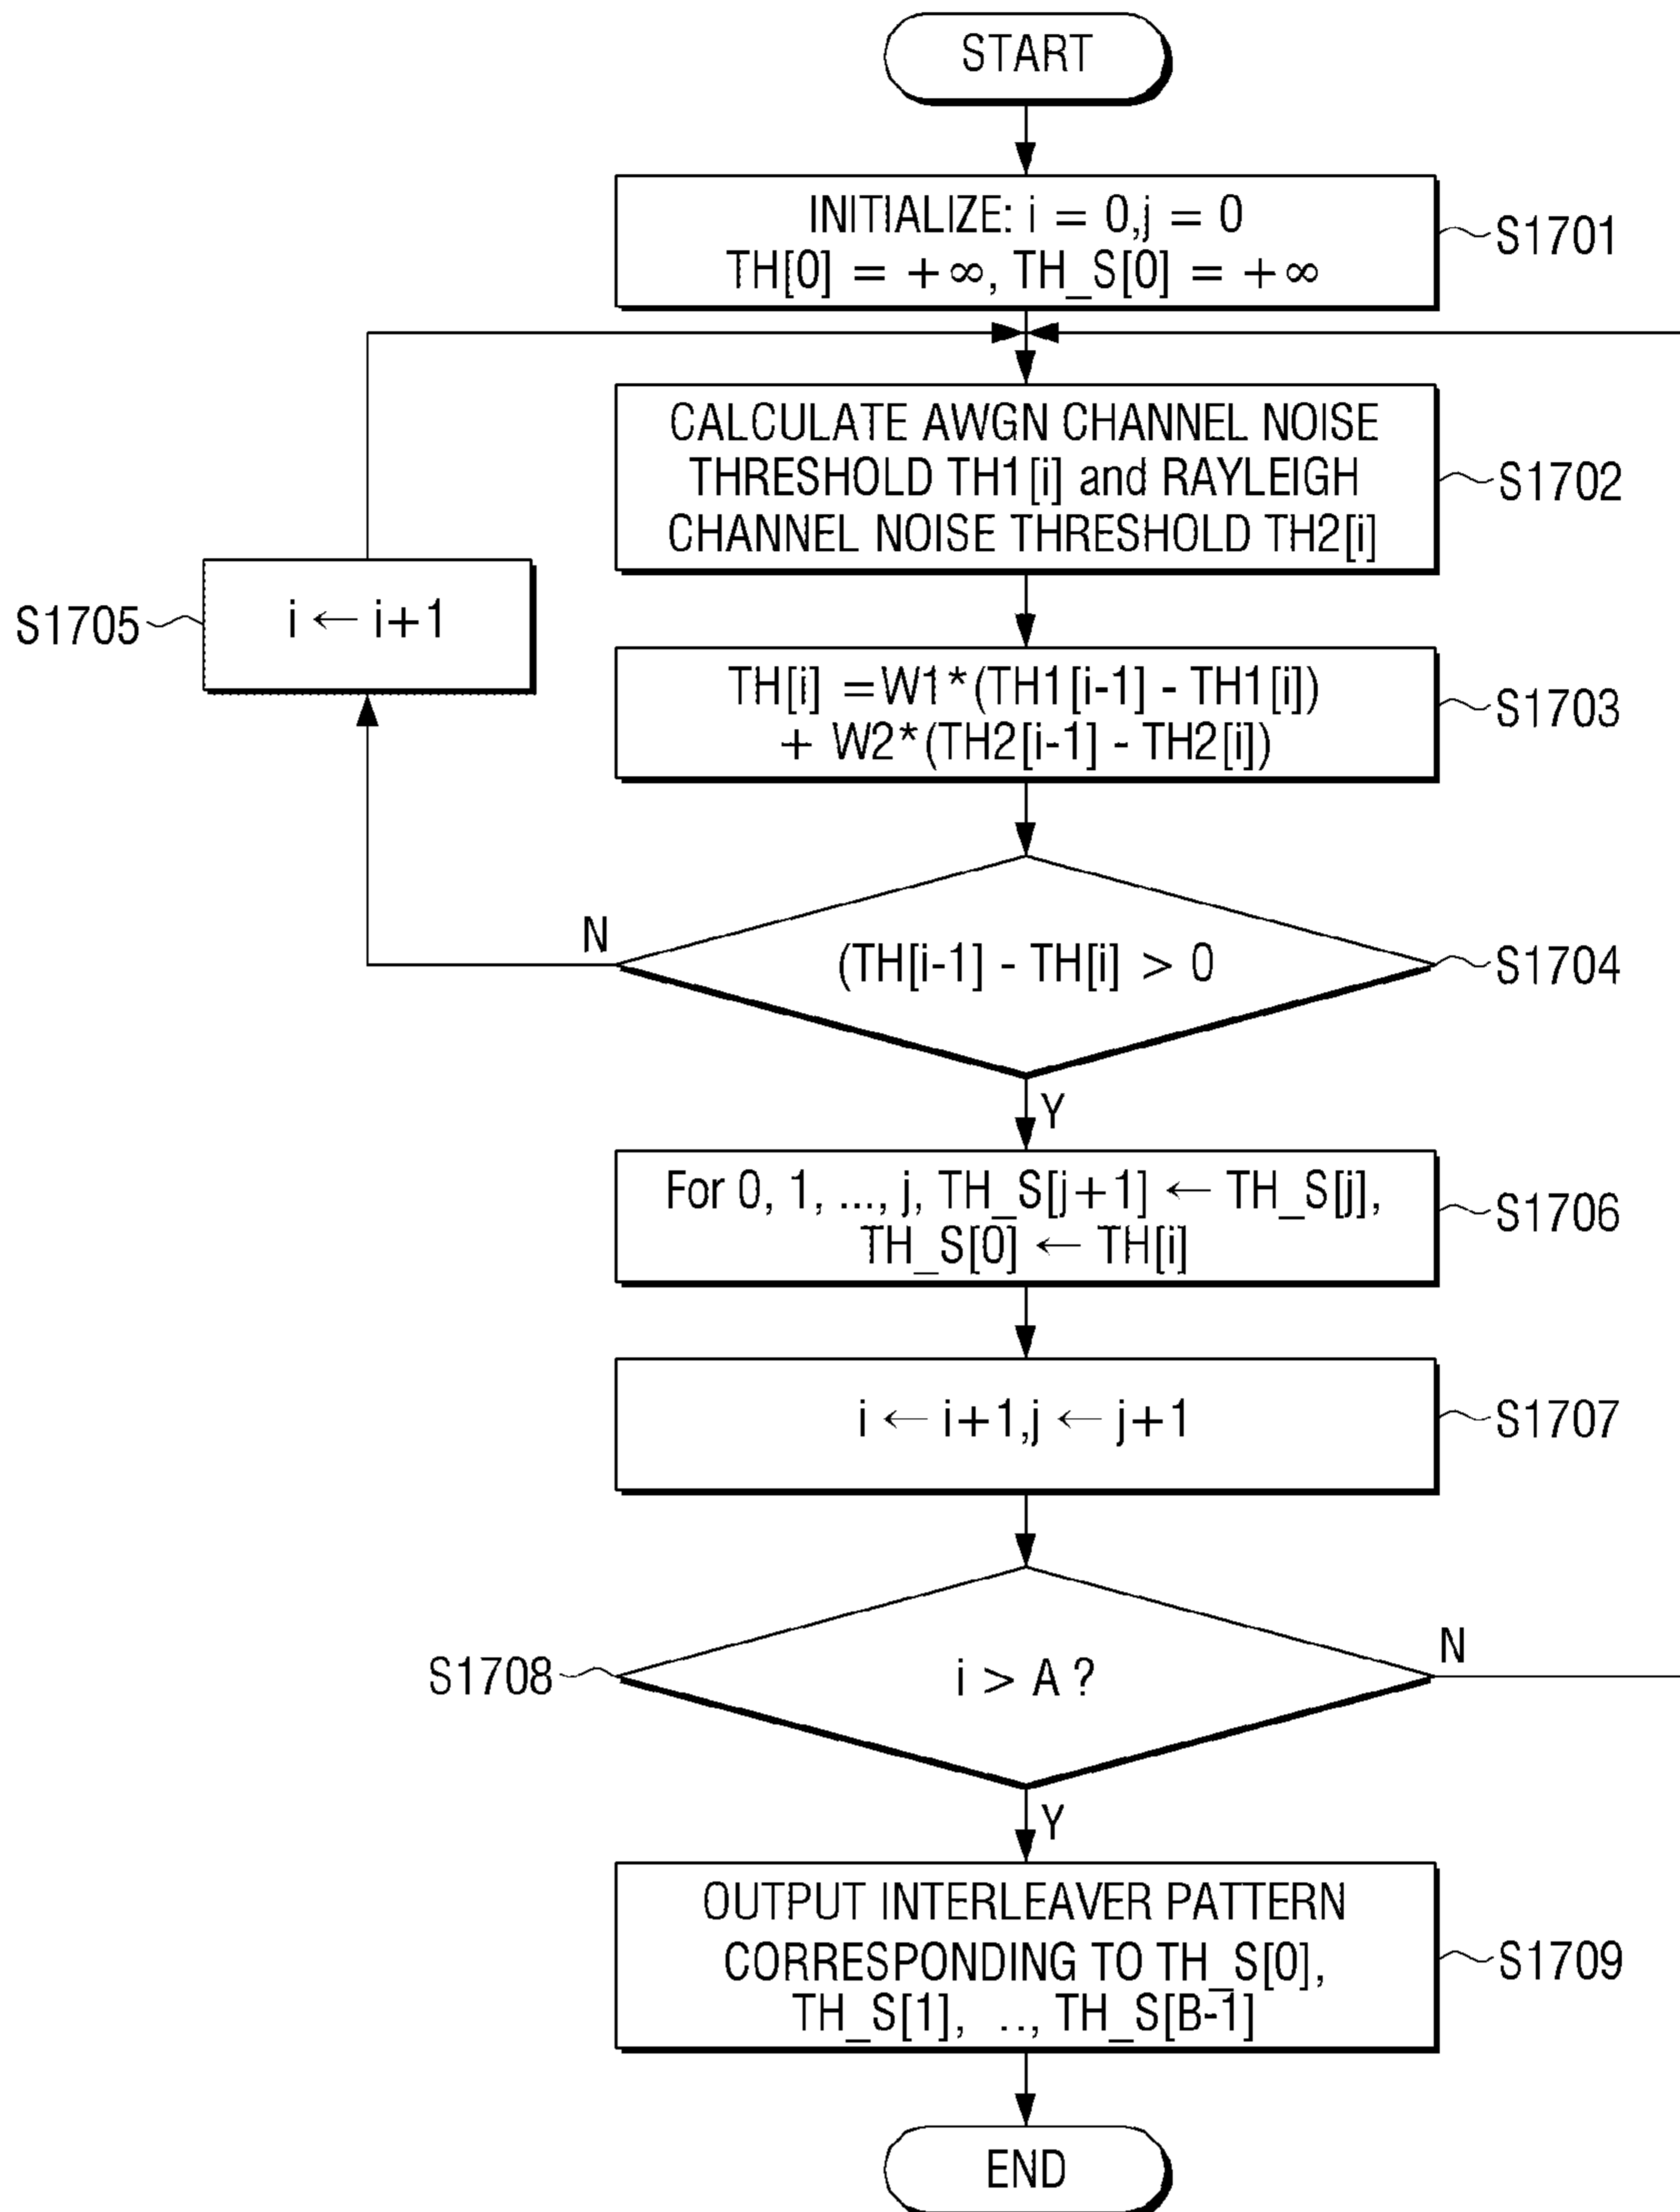 START
INITIALIZE: i = 0,j = 0
TH[0] = +∞, TH_S[0] = +∞
S1701
CALCULATE AWGN CHANNEL NOISE
THRESHOLD TH1[i] and RAYLEIGH
CHANNEL NOISE THRESHOLD TH2[i]
S1702
S1705
i ← i+1
TH[i] =W1*(TH1[i-1] - TH1[i])
+ W2*(TH2[i-1] - TH2[i])
S1703
N
(TH[i-1] - TH[i] > 0
S1704
Y
For 0, 1, ..., j, TH_S[j+1] ← TH_S[j],
TH_S[0] ← TH[i]
S1706
i ← i+1,j ← j+1
S1707
S1708
i > A ?
N
Y
OUTPUT INTERLEAVER PATTERN
CORRESPONDING TO TH_S[0],
TH_S[1], .., TH_S[B-1]
S1709
END